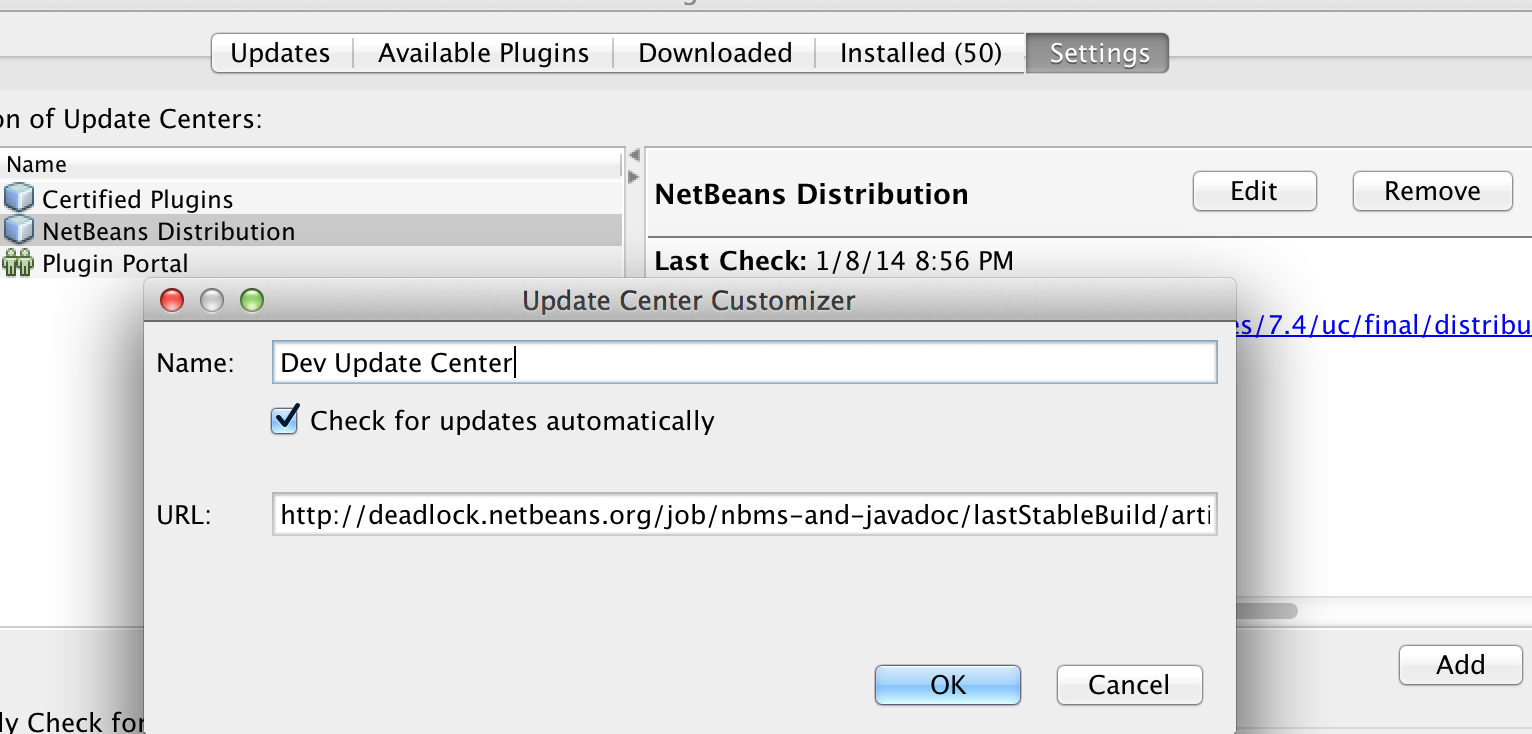 Updates Available Plugins Downloaded Installed (50) Settings
on of Update Centers:
Name
Certified Plugins
NetBeans Distribution
Plugin Portal
NetBeans Distribution Edit Remove
Last Check: 1/8/14 8:56 PM
es/7.4/uc/final/distribu
Update Center Customizer
Name: Dev Update Center
Check for updates automatically
URL: http://deadlock.netbeans.org/job/nbms-and-javadoc/lastStableBuild/arti
Add
OK Cancel
ly Check for